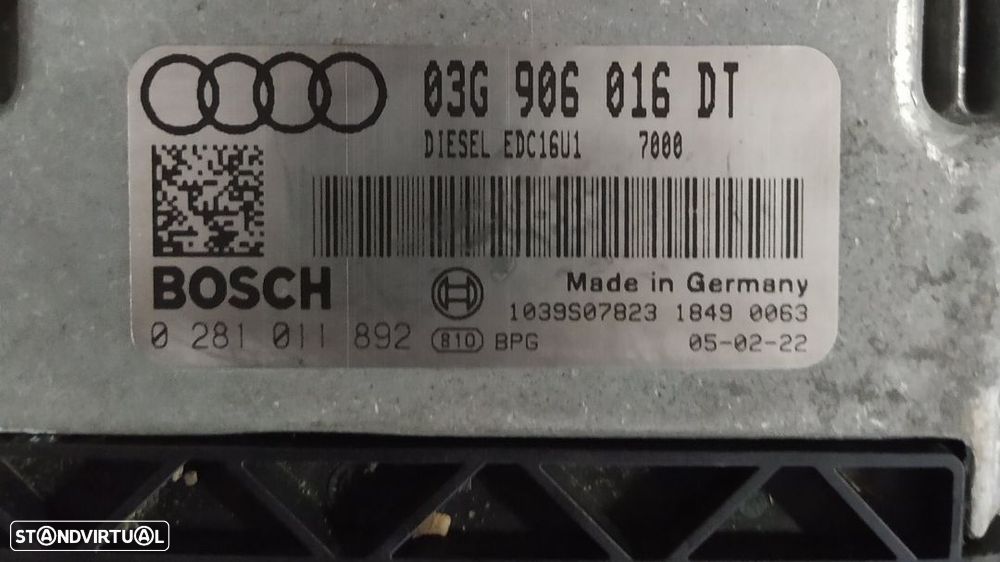 03G 906 016 DT
DIESEL EDC16U1 7000
BOSCH
Made in Germany
1039S07823 1849 0063
0 281 011 892
810 BPG
05-02-22
STANDVIRTUAL